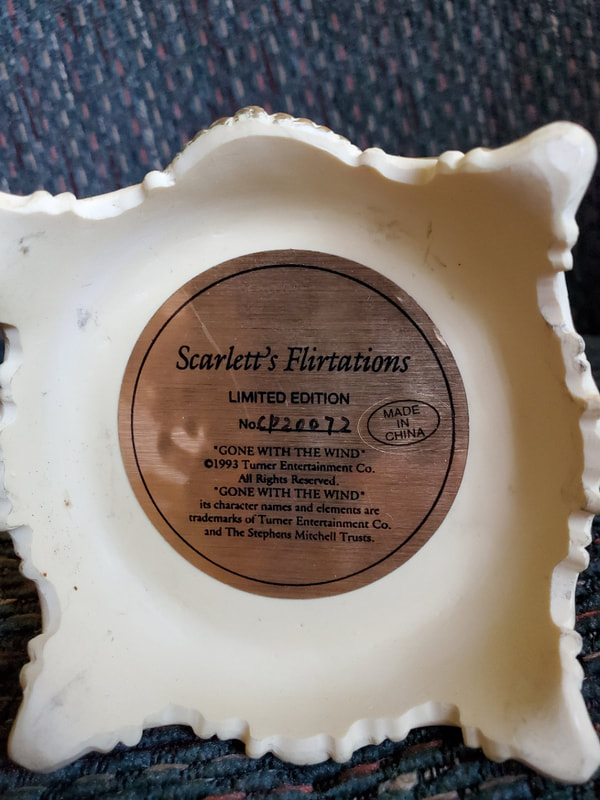 Scarlett's Flirtations
LIMITED EDITION
No.CP20072
MADE
IN
CHINA
"GONE WITH THE WIND"
©1993 Turner Entertainment Co.
All Rights Reserved.
"GONE WITH THE WIND"
its character names and elements are
trademarks of Turner Entertainment Co.
and The Stephens Mitchell Trusts.